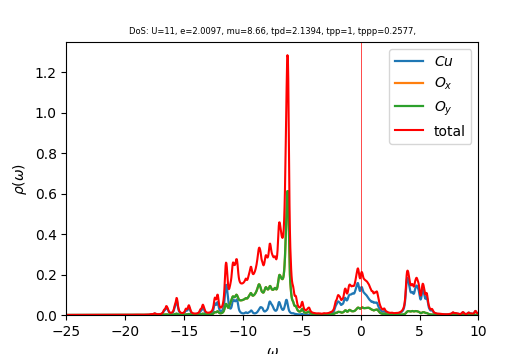 DoS: U=11, e=2.0097, mu=8.66, tpd=2.1394, tpp=1, tppp=0.2577,
ρ(ω)
1.2
1.0
0.8
0.6
0.4
0.2
0.0
Cu
O_x
O_y
total
−25 −20 −15 −10 −5 0 5 10
ω